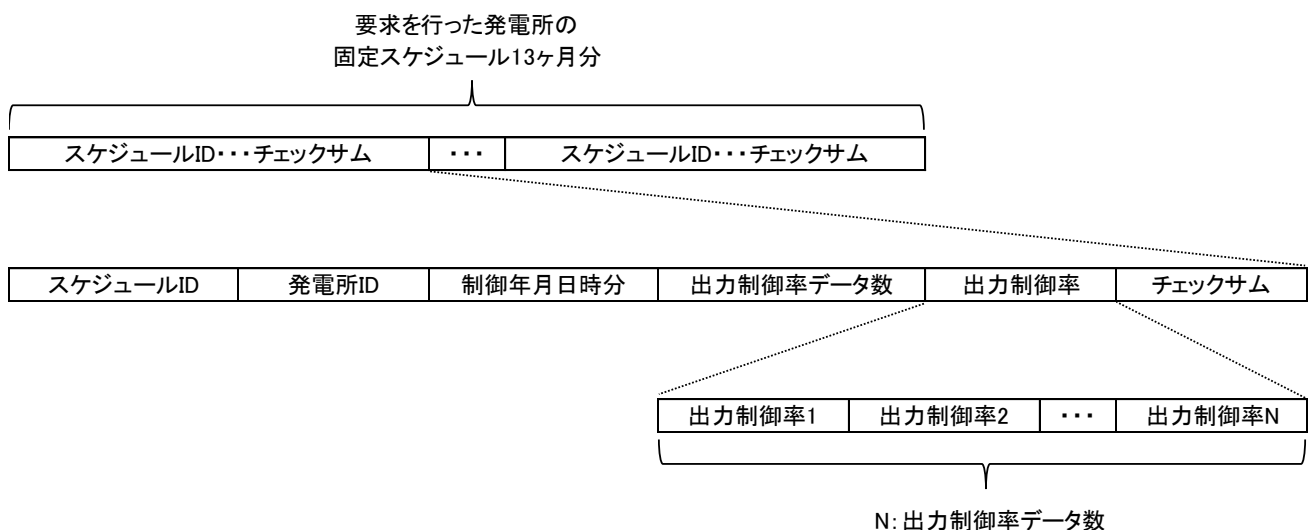 要求を行った発電所の
固定スケジュール13ヶ月分
スケジュールID・・・チェックサム ・・・ スケジュールID・・・チェックサム
スケジュールID 発電所ID 制御年月日時分 出力制御率データ数 出力制御率 チェックサム
出力制御率1 出力制御率2 ・・・ 出力制御率N
N: 出力制御率データ数